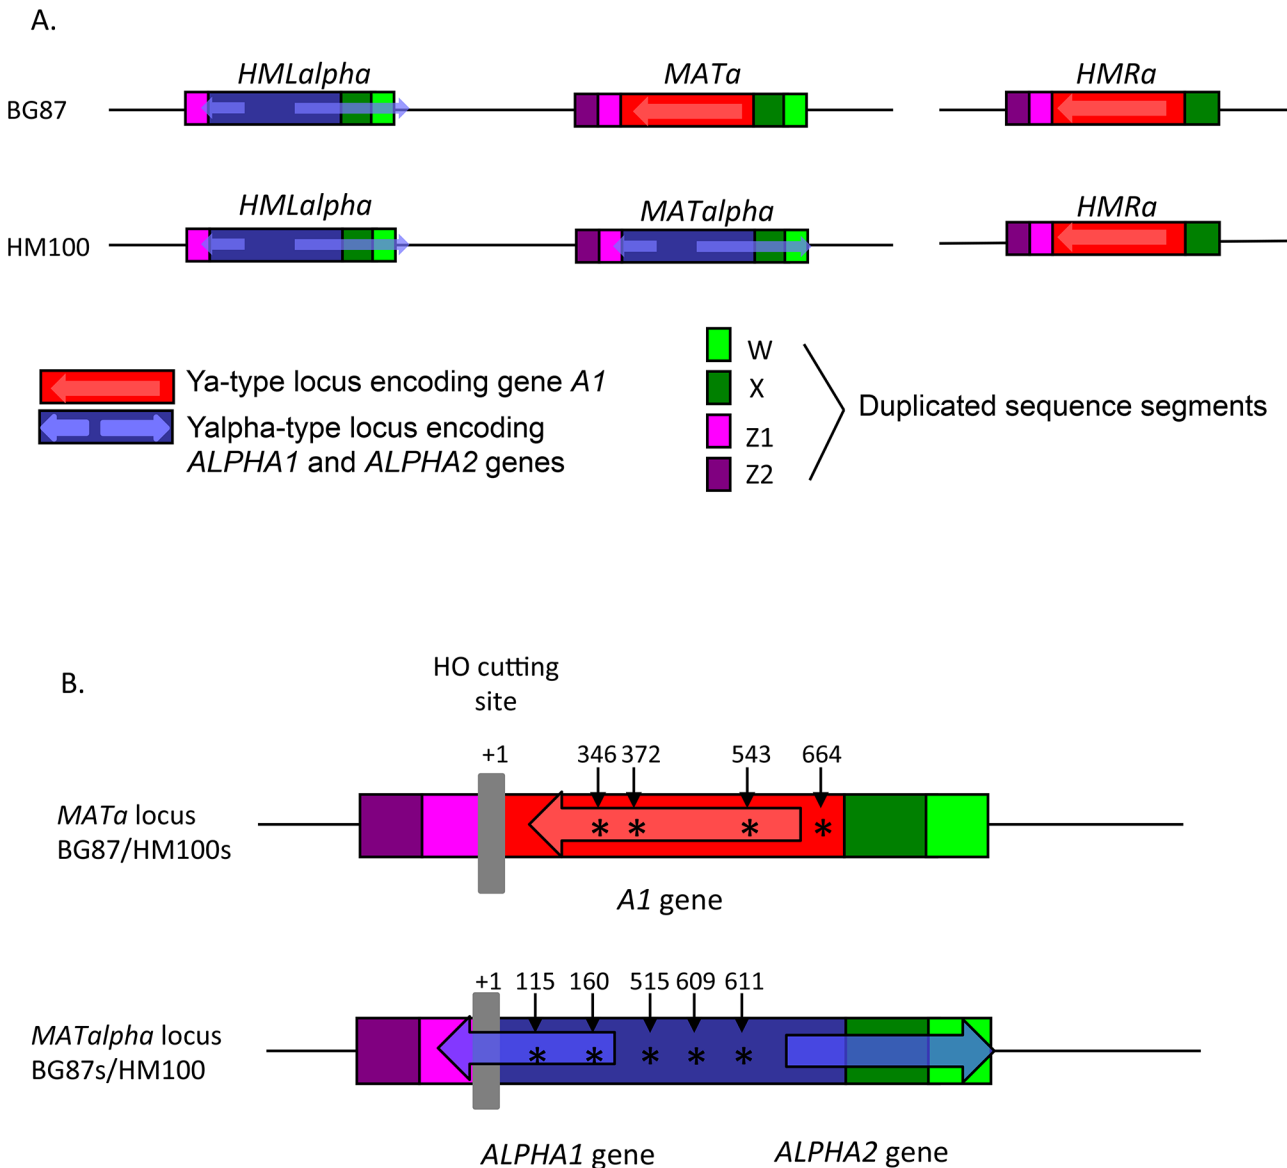 A.
HMLalpha MATa HMRa
BG87
HMLalpha MATalpha HMRa
HM100
Ya-type locus encoding gene A1
Yalpha-type locus encoding
ALPHA1 and ALPHA2 genes
W
X
Z1
Z2
Duplicated sequence segments
B.
HO cutting
site
+1 346 372 543 664
MATa locus
BG87/HM100s
* * * *
A1 gene
+1 115 160 515 609 611
MATalpha locus
BG87s/HM100
* * * * *
ALPHA1 gene ALPHA2 gene